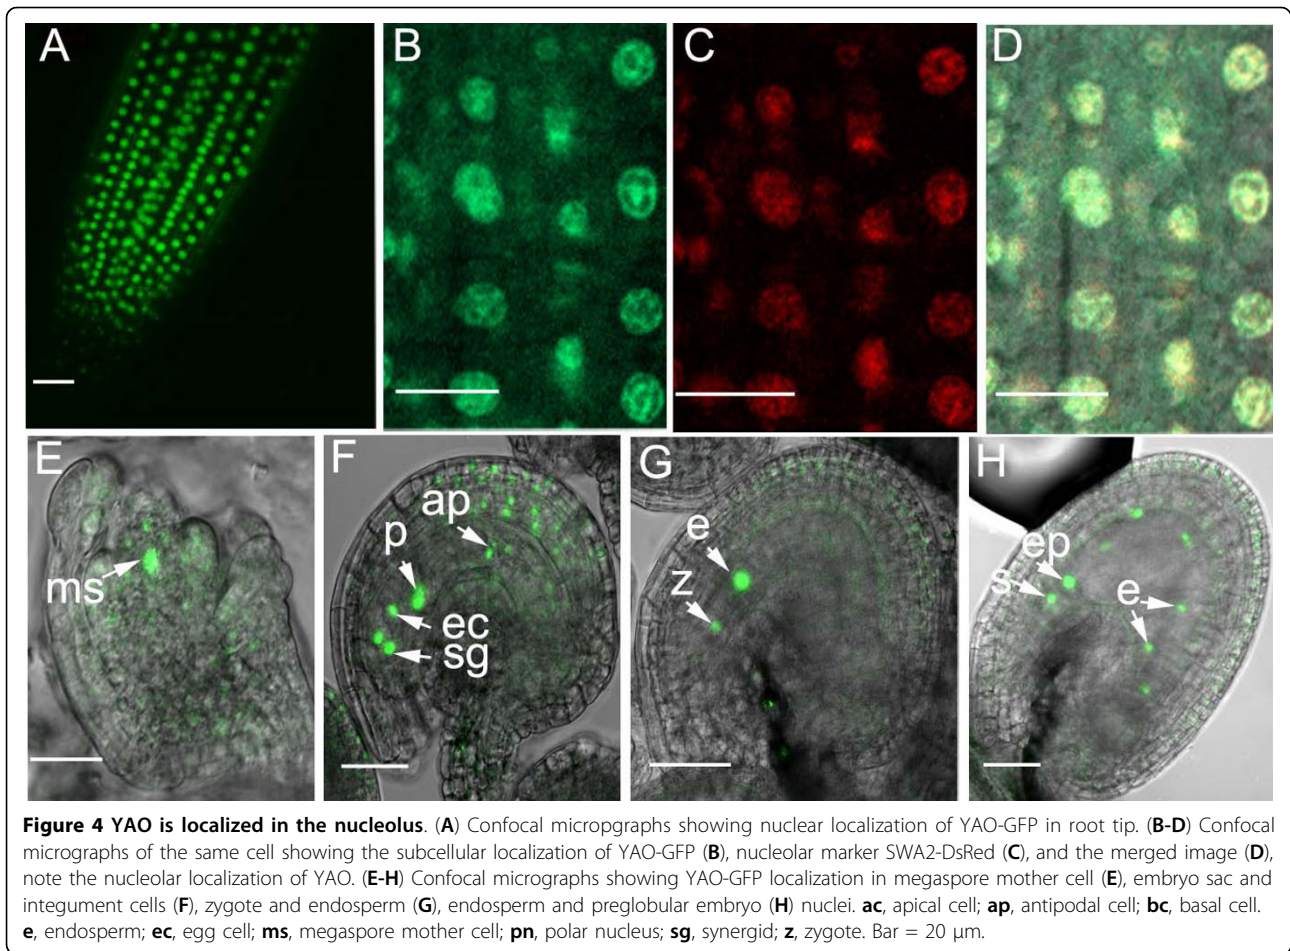 A
B
C
D
E
ms
F
ap
p
ec
sg
G
e
z
H
ep
s
e
Figure 4 YAO is localized in the nucleolus. (A) Confocal micropgraphs showing nuclear localization of YAO-GFP in root tip. (B-D) Confocal
micrographs of the same cell showing the subcellular localization of YAO-GFP (B), nucleolar marker SWA2-DsRed (C), and the merged image (D),
note the nucleolar localization of YAO. (E-H) Confocal micrographs showing YAO-GFP localization in megaspore mother cell (E), embryo sac and
integument cells (F), zygote and endosperm (G), endosperm and preglobular embryo (H) nuclei. ac, apical cell; ap, antipodal cell; bc, basal cell.
e, endosperm; ec, egg cell; ms, megaspore mother cell; pn, polar nucleus; sg, synergid; z, zygote. Bar = 20 μm.